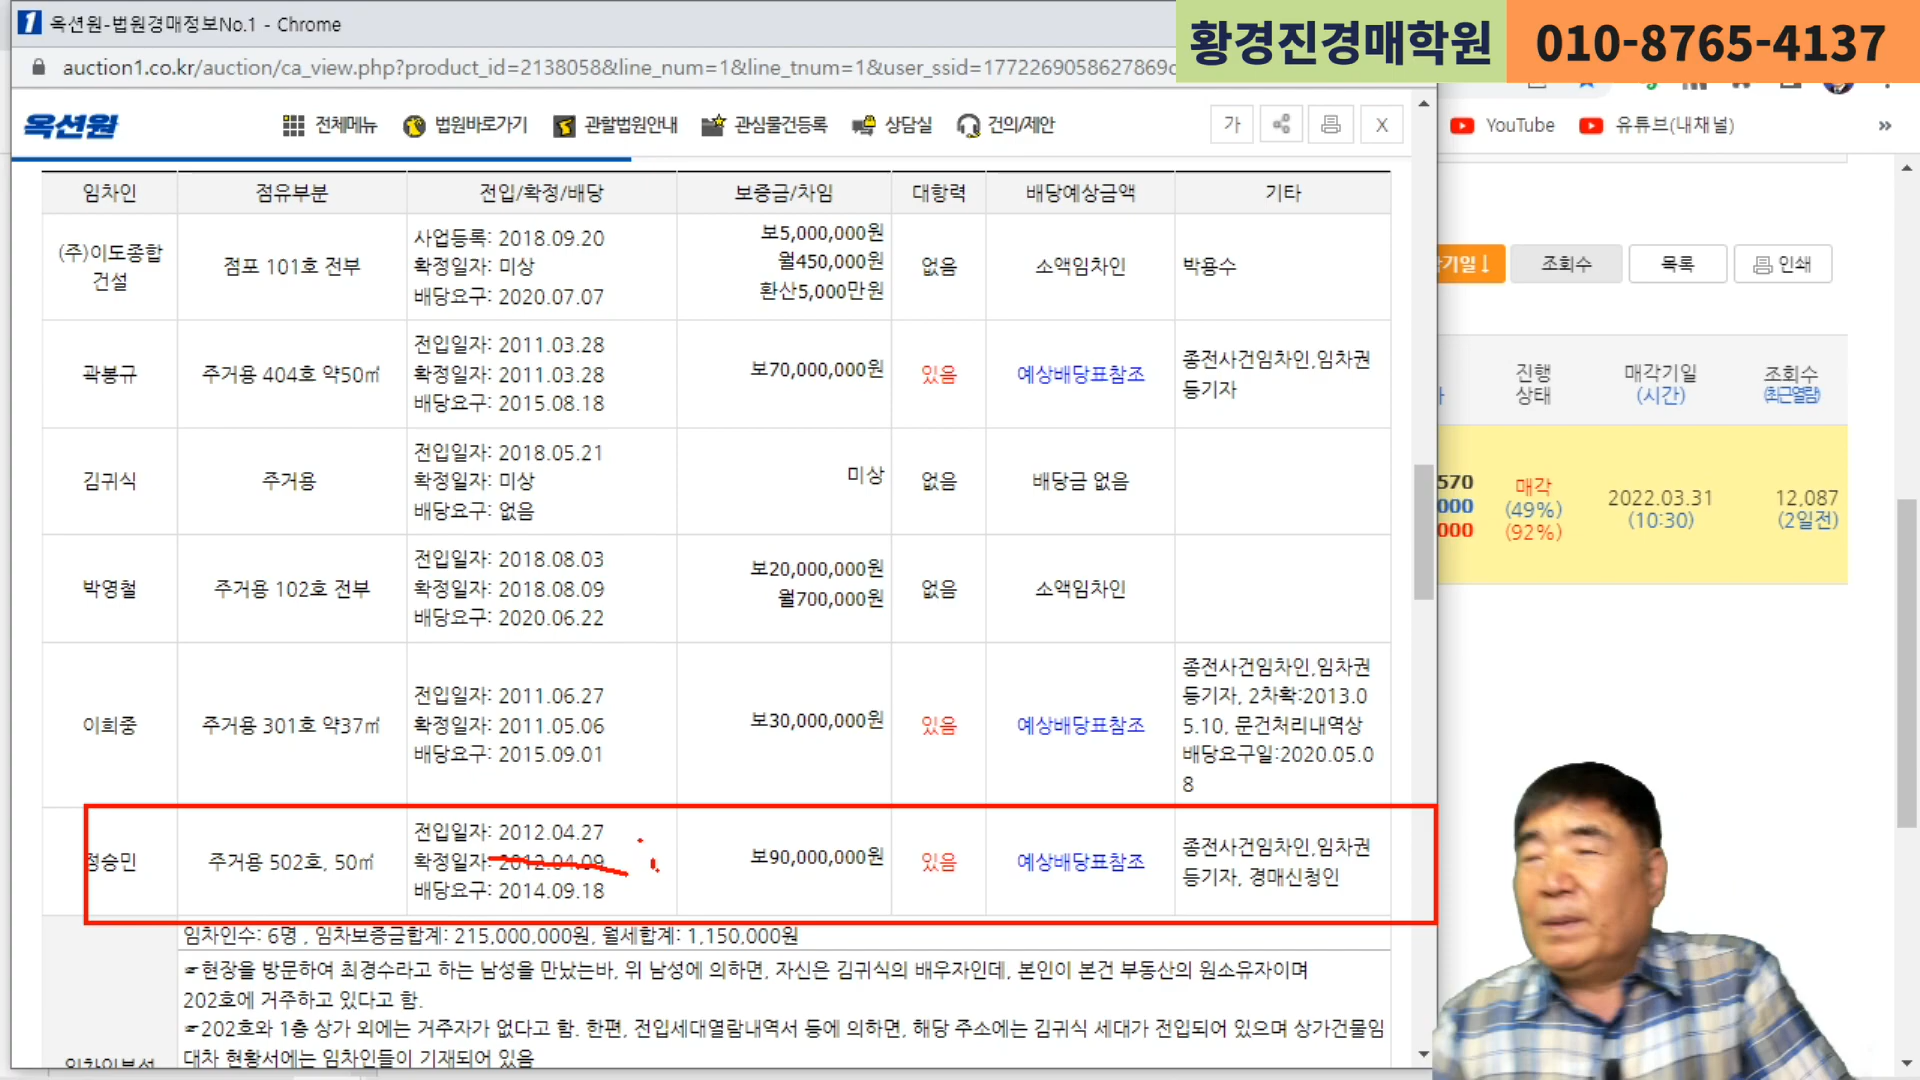 옥션원-법원경매정보No.1 - Chrome
황경진경매학원 010-8765-4137
auction1.co.kr/auction/ca_view.php?product_id=2138058&line_num=1&line_tnum=1&user_ssid=1772269058627869
옥션원 전체메뉴 법원바로가기 관할법원안내 관심물건등록 상담실 건의/제안 가 X
YouTube 유튜브(내채널) »
임차인 점유부분 전입/확정/배당 보증금/차임 대항력 배당예상금액 기타
(주)이도종합
건설
점포 101호 전부
사업등록: 2018.09.20
확정일자: 미상
배당요구: 2020.07.07
보5,000,000원
월450,000원
환산5,000만원
없음
소액임차인
박용수
곽봉규
주거용 404호 약50㎡
전입일자: 2011.03.28
확정일자: 2011.03.28
배당요구: 2015.08.18
보70,000,000원
있음
예상배당표참조
종전사건임차인,임차권
등기자
김귀식
주거용
전입일자: 2018.05.21
확정일자: 미상
배당요구: 없음
미상
없음
배당금 없음
박영철
주거용 102호 전부
전입일자: 2018.08.03
확정일자: 2018.08.09
배당요구: 2020.06.22
보20,000,000원
월700,000원
없음
소액임차인
이희중
주거용 301호 약37㎡
전입일자: 2011.06.27
확정일자: 2011.05.06
배당요구: 2015.09.01
보30,000,000원
있음
예상배당표참조
종전사건임차인,임차권
등기자, 2차확:2013.0
5.10, 문건처리내역상
배당요구일:2020.05.0
8
정승민
주거용 502호, 50㎡
전입일자: 2012.04.27
확정일자: 2012.04.09
배당요구: 2014.09.18
보90,000,000원
있음
예상배당표참조
종전사건임차인,임차권
등기자, 경매신청인
임차인수: 6명 , 임차보증금합계: 215,000,000원, 월세합계: 1,150,000원
☞현장을 방문하여 최경수라고 하는 남성을 만났는바, 위 남성에 의하면, 자신은 김귀식의 배우자인데, 본인이 본건 부동산의 원소유자이며
202호에 거주하고 있다고 함.
☞202호와 1층 상가 외에는 거주자가 없다고 함. 한편, 전입세대열람내역서 등에 의하면, 해당 주소에는 김귀식 세대가 전입되어 있으며 상가건물임
대차 현황서에는 임차인들이 기재되어 있음
임차인분석
기일↓ 조회수 목록 인쇄
진행
상태
매각기일
(시간)
조회수
(최근열람)
570
000
000
매각
(49%)
(92%)
2022.03.31
(10:30)
12,087
(2일전)